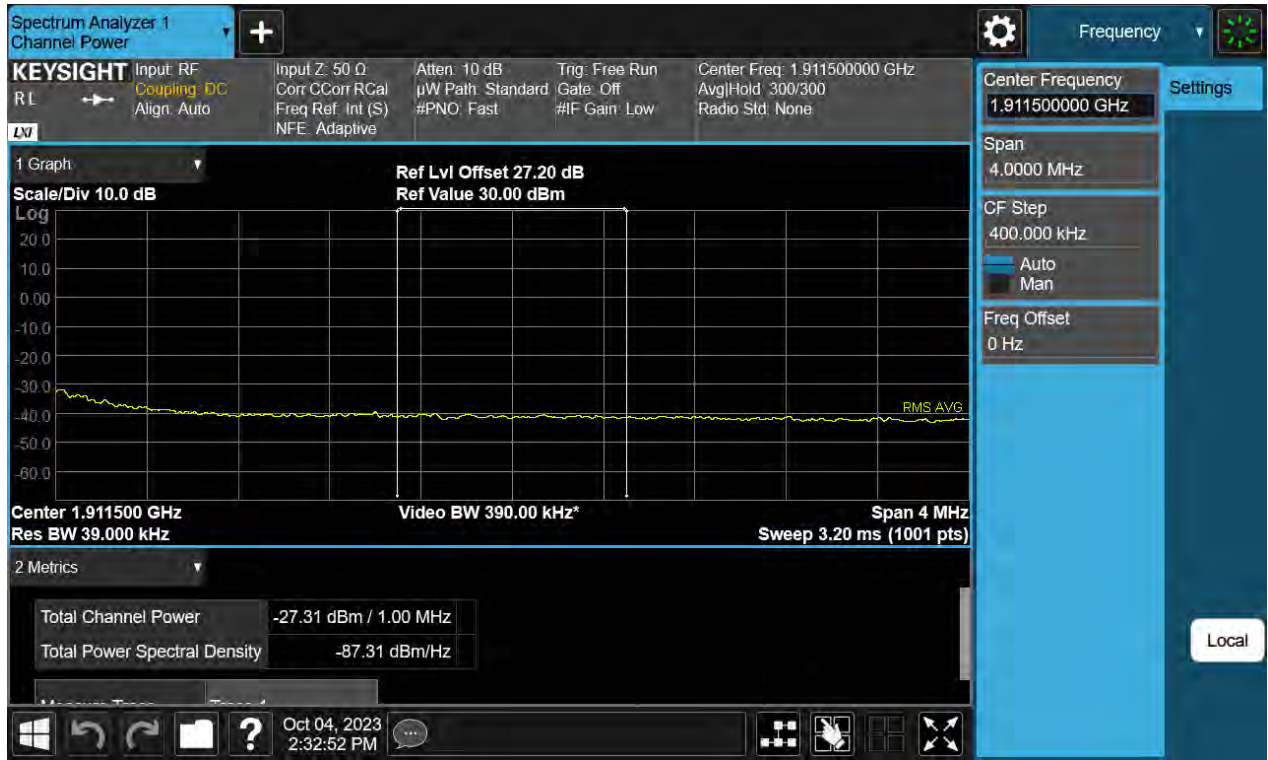 Spectrum Analyzer 1
Channel Power
+
Frequency
KEYSIGHT
RL
LXI
Input: RF
Coupling: DC
Align: Auto
Input Z: 50 Ω
Corr CCorr RCal
Freq Ref: Int (S)
NFE: Adaptive
Atten: 10 dB
µW Path: Standard
#PNO: Fast
Trig: Free Run
Gate: Off
#IF Gain: Low
Center Freq: 1.911500000 GHz
Avg|Hold: 300/300
Radio Std: None
1 Graph
Scale/Div 10.0 dB
Ref Lvl Offset 27.20 dB
Ref Value 30.00 dBm
Log
20.0
10.0
0.00
-10.0
-20.0
-30.0
-40.0
-50.0
-60.0
RMS AVG
Center 1.911500 GHz
Video BW 390.00 kHz*
Span 4 MHz
Res BW 39.000 kHz
Sweep 3.20 ms (1001 pts)
2 Metrics
Total Channel Power -27.31 dBm / 1.00 MHz
Total Power Spectral Density -87.31 dBm/Hz
?
Oct 04, 2023
2:32:52 PM
Center Frequency
1.911500000 GHz
Settings
Span
4.0000 MHz
CF Step
400.000 kHz
Auto
Man
Freq Offset
0 Hz
Local